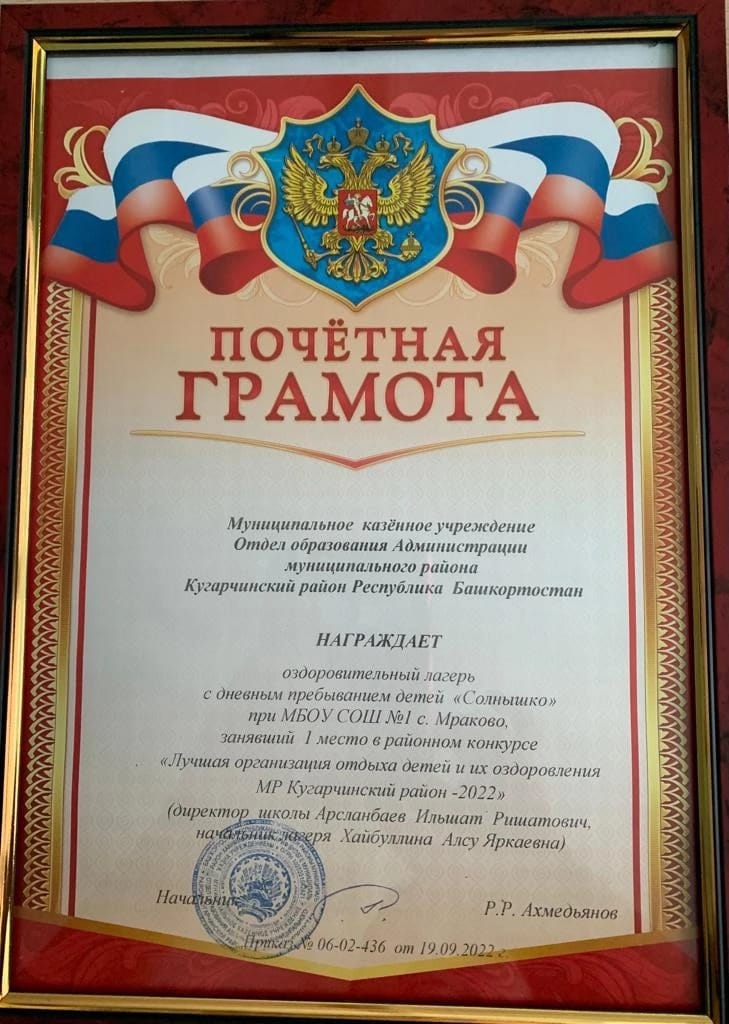 ПОЧЁТНАЯ
ГРАМОТА
Муниципальное казённое учреждение
Отдел образования Администрации
муниципального района
Кугарчинский район Республика Башкортостан
НАГРАЖДАЕТ
оздоровительный лагерь
с дневным пребыванием детей «Солнышко»
при МБОУ СОШ №1 с. Мраково,
занявший 1 место в районном конкурсе
«Лучшая организация отдыха детей и их оздоровления
МР Кугарчинский район -2022»
(директор школы Арсланбаев Ильшат Ришатович,
начальник лагеря Хайбуллина Алсу Яркаевна)
Начальник
Р.Р. Ахмедьянов
Приказ № 06-02-436 от 19.09.2022 г.